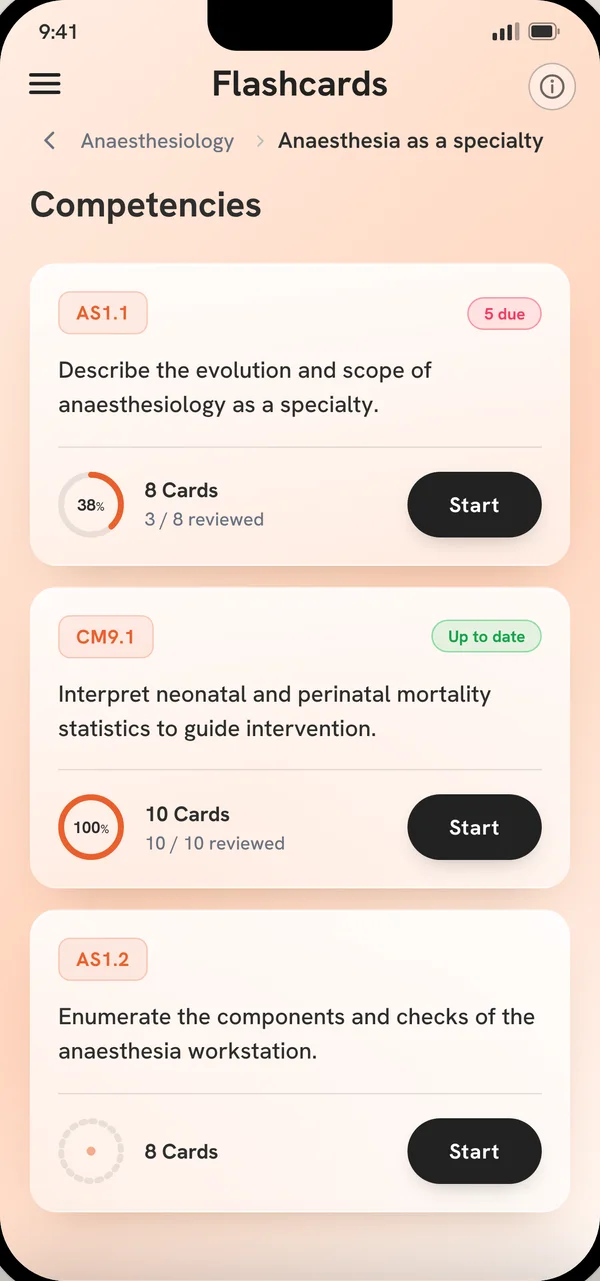 9:41
Flashcards
Anaesthesiology > Anaesthesia as a specialty
Competencies
AS1.1
5 due
Describe the evolution and scope of
anaesthesiology as a specialty.
38%
8 Cards
3 / 8 reviewed
Start
CM9.1
Up to date
Interpret neonatal and perinatal mortality
statistics to guide intervention.
100%
10 Cards
10 / 10 reviewed
Start
AS1.2
Enumerate the components and checks of the
anaesthesia workstation.
8 Cards
Start